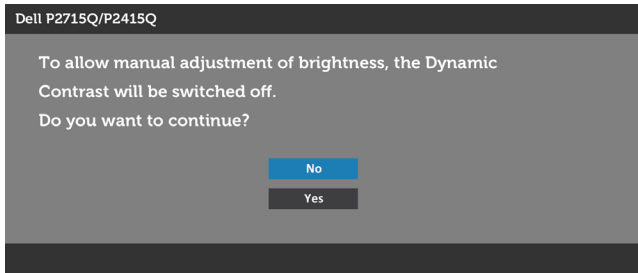 Dell P2715Q/P2415Q
To allow manual adjustment of brightness, the Dynamic
Contrast will be switched off.
Do you want to continue?
No
Yes